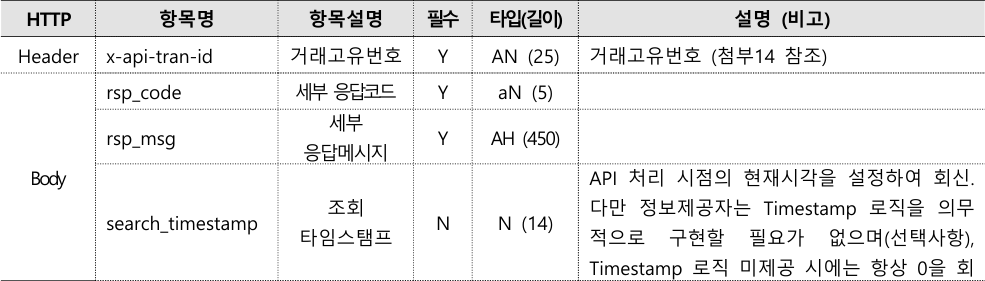 HTTP 항목명 항목설명 필수 타입(길이) 설명 (비고)
Header x-api-tran-id 거래고유번호 Y AN (25) 거래고유번호 (첨부14 참조)
Body
rsp_code 세부 응답코드 Y aN (5)
rsp_msg 세부 응답메시지 Y AH (450)
search_timestamp 조회 타임스탬프 N N (14)
API 처리 시점의 현재시각을 설정하여 회신.
다만 정보제공자는 Timestamp 로직을 의무
적으로 구현할 필요가 없으며(선택사항),
Timestamp 로직 미제공 시에는 항상 0을 회